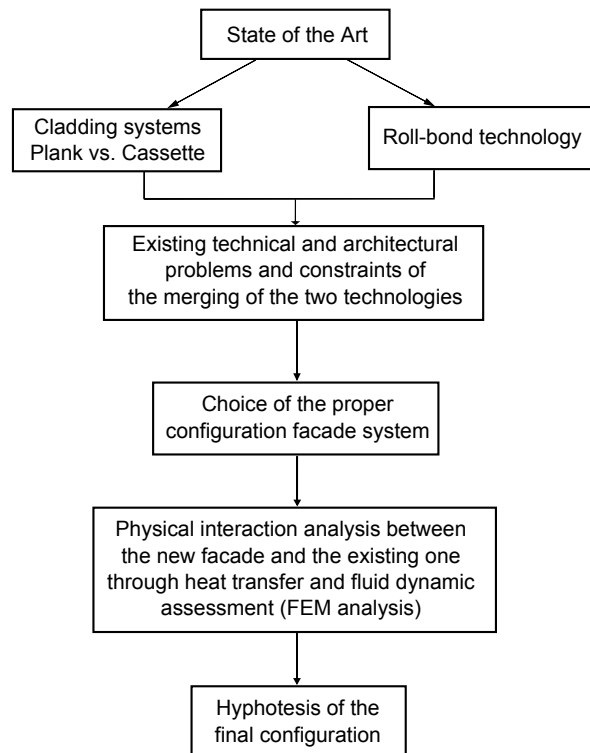 State of the Art
Cladding systems
Plank vs. Cassette
Roll-bond technology
Existing technical and architectural
problems and constraints of
the merging of the two technologies
Choice of the proper
configuration facade system
Physical interaction analysis between
the new facade and the existing one
through heat transfer and fluid dynamic
assessment (FEM analysis)
Hyphotesis of the
final configuration